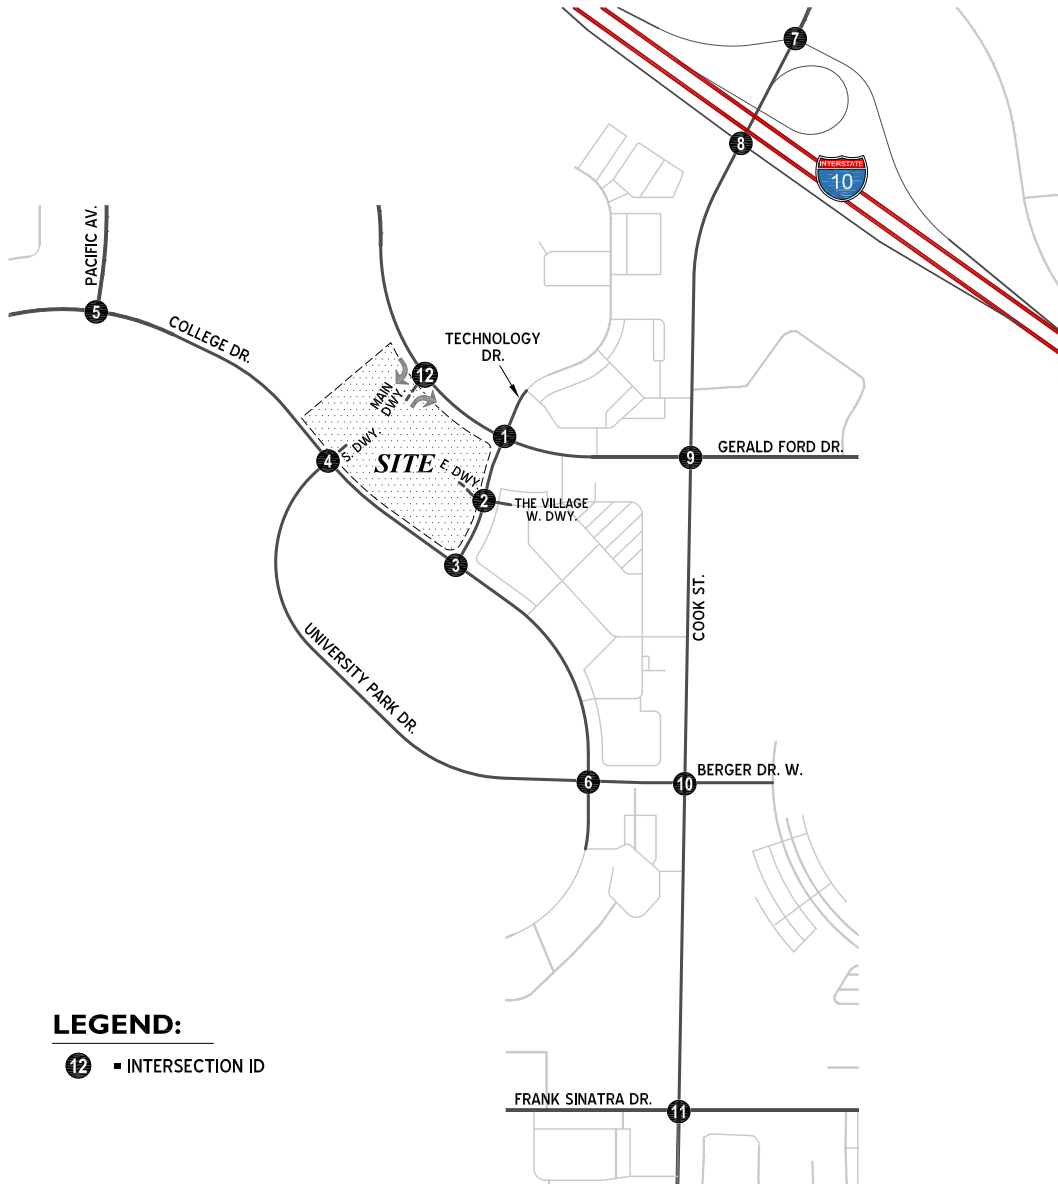 7
8
INTERSTATE
10
PACIFIC AV.
5
COLLEGE DR.
TECHNOLOGY
DR.
12
MAIN
DWY.
1
GERALD FORD DR.
9
S. DWY.
4
SITE
E. DWY.
2
THE VILLAGE
W. DWY.
3
COOK ST.
UNIVERSITY PARK DR.
6
10
BERGER DR. W.
LEGEND:
12 = INTERSECTION ID
FRANK SINATRA DR.
11